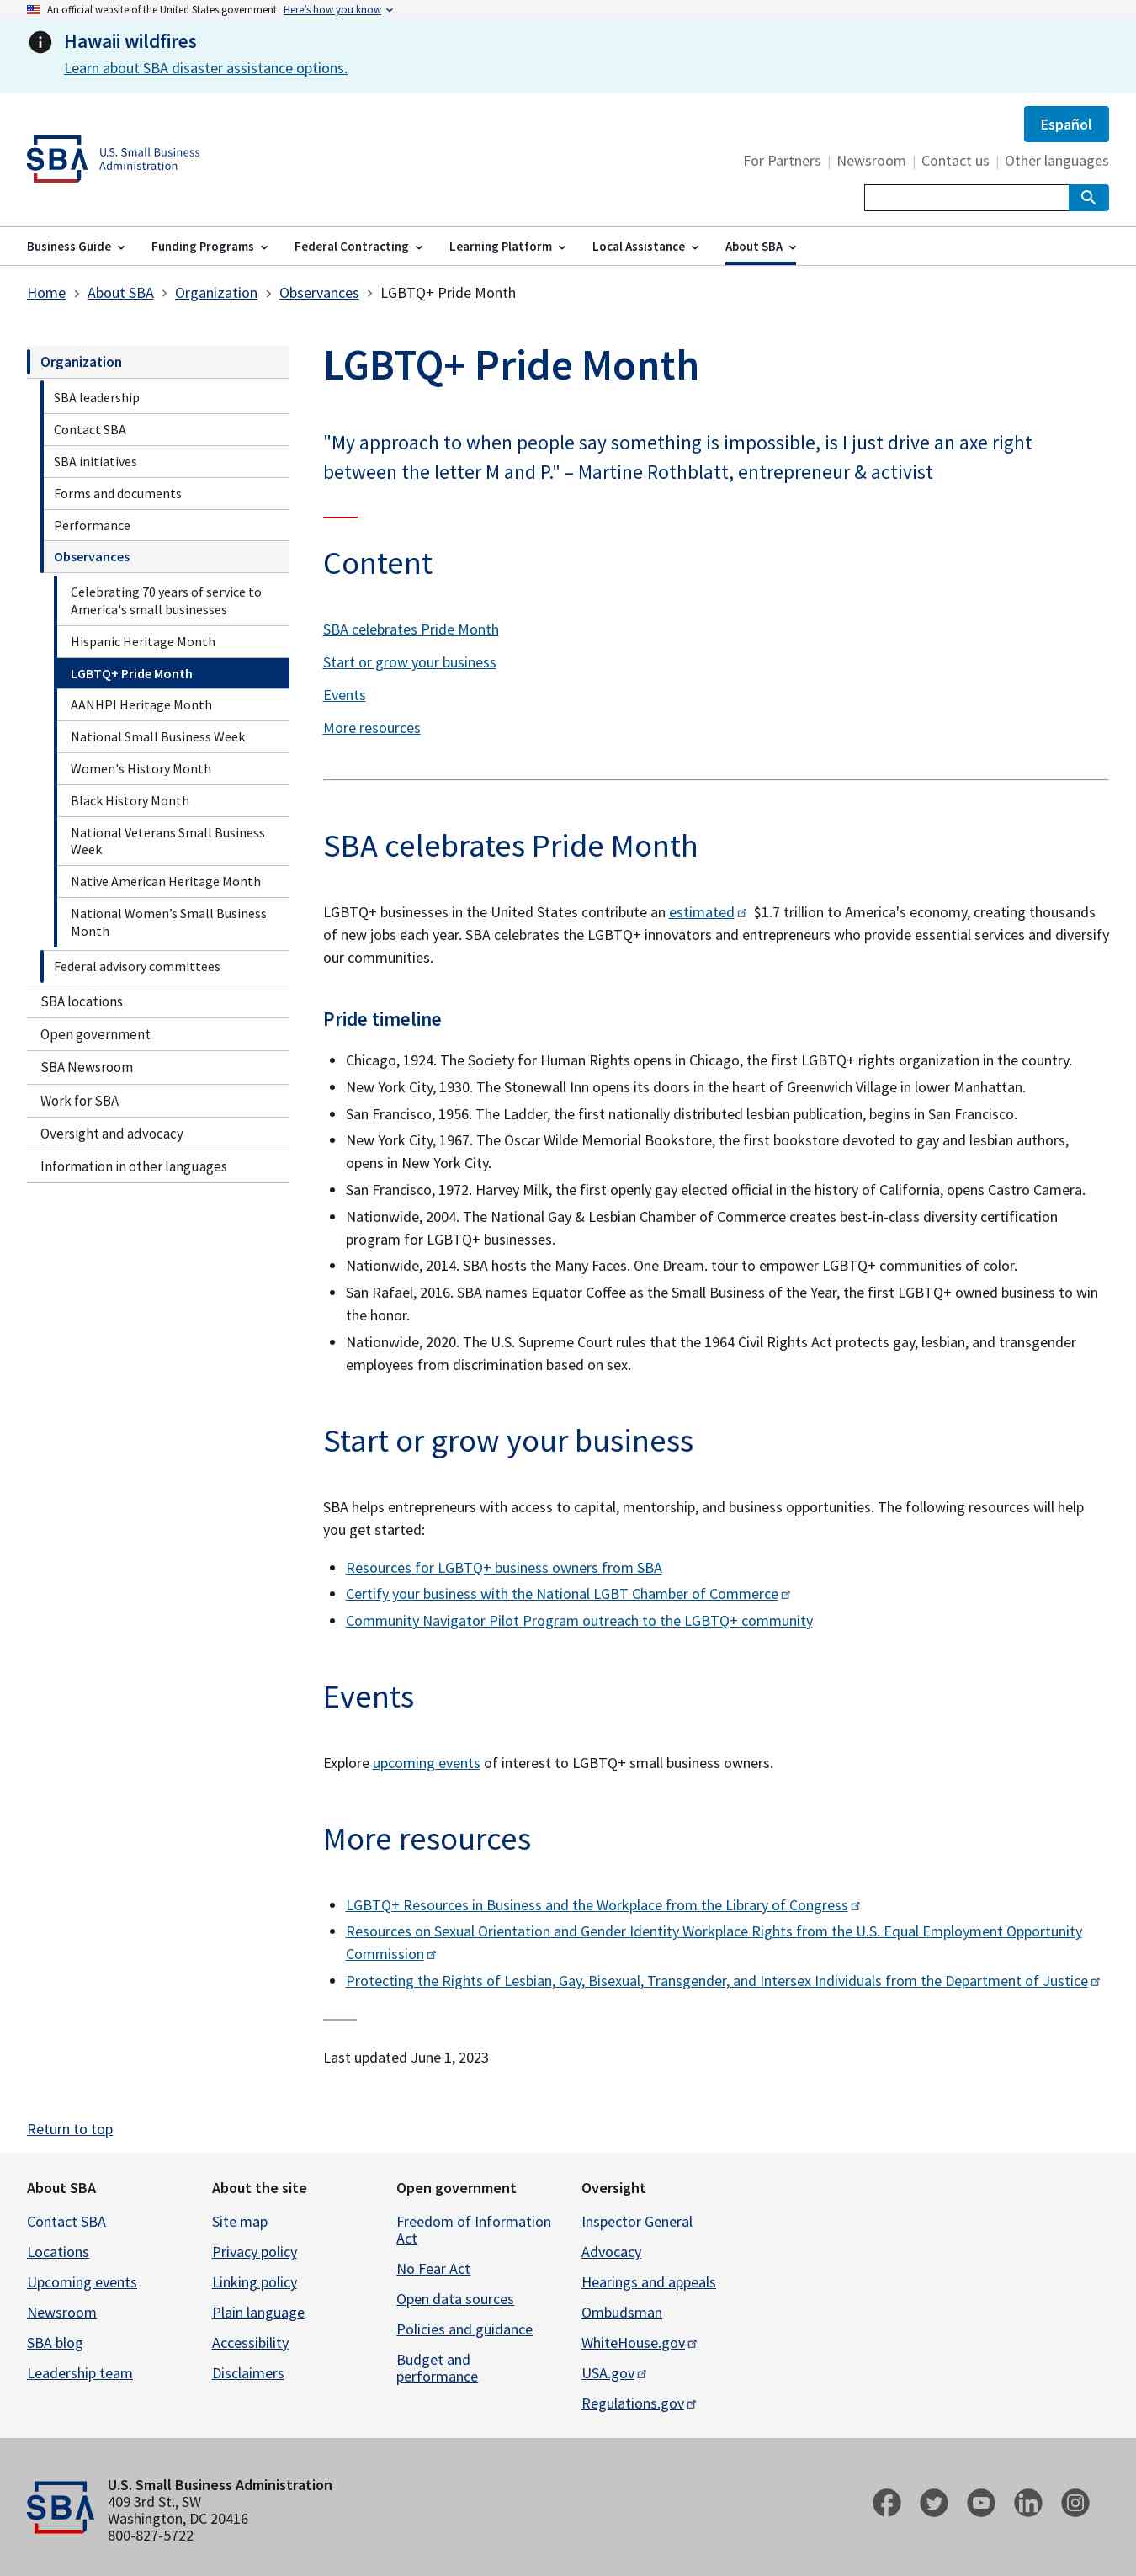 An official website of the United States government Here's how you know
Hawaii wildfires
Learn about SBA disaster assistance options.
Español
SBA U.S. Small Business
Administration
For Partners | Newsroom | Contact us | Other languages
Business Guide Funding Programs Federal Contracting Learning Platform Local Assistance About SBA
Home > About SBA > Organization > Observances > LGBTQ+ Pride Month
Organization
SBA leadership
Contact SBA
SBA initiatives
Forms and documents
Performance
Observances
Celebrating 70 years of service to
America's small businesses
Hispanic Heritage Month
LGBTQ+ Pride Month
AANHPI Heritage Month
National Small Business Week
Women's History Month
Black History Month
National Veterans Small Business
Week
Native American Heritage Month
National Women’s Small Business
Month
Federal advisory committees
SBA locations
Open government
SBA Newsroom
Work for SBA
Oversight and advocacy
Information in other languages
LGBTQ+ Pride Month
"My approach to when people say something is impossible, is I just drive an axe right
between the letter M and P." – Martine Rothblatt, entrepreneur & activist
Content
SBA celebrates Pride Month
Start or grow your business
Events
More resources
SBA celebrates Pride Month
LGBTQ+ businesses in the United States contribute an estimated $1.7 trillion to America's economy, creating thousands
of new jobs each year. SBA celebrates the LGBTQ+ innovators and entrepreneurs who provide essential services and diversify
our communities.
Pride timeline
• Chicago, 1924. The Society for Human Rights opens in Chicago, the first LGBTQ+ rights organization in the country.
• New York City, 1930. The Stonewall Inn opens its doors in the heart of Greenwich Village in lower Manhattan.
• San Francisco, 1956. The Ladder, the first nationally distributed lesbian publication, begins in San Francisco.
• New York City, 1967. The Oscar Wilde Memorial Bookstore, the first bookstore devoted to gay and lesbian authors,
opens in New York City.
• San Francisco, 1972. Harvey Milk, the first openly gay elected official in the history of California, opens Castro Camera.
• Nationwide, 2004. The National Gay & Lesbian Chamber of Commerce creates best-in-class diversity certification
program for LGBTQ+ businesses.
• Nationwide, 2014. SBA hosts the Many Faces. One Dream. tour to empower LGBTQ+ communities of color.
• San Rafael, 2016. SBA names Equator Coffee as the Small Business of the Year, the first LGBTQ+ owned business to win
the honor.
• Nationwide, 2020. The U.S. Supreme Court rules that the 1964 Civil Rights Act protects gay, lesbian, and transgender
employees from discrimination based on sex.
Start or grow your business
SBA helps entrepreneurs with access to capital, mentorship, and business opportunities. The following resources will help
you get started:
• Resources for LGBTQ+ business owners from SBA
• Certify your business with the National LGBT Chamber of Commerce
• Community Navigator Pilot Program outreach to the LGBTQ+ community
Events
Explore upcoming events of interest to LGBTQ+ small business owners.
More resources
• LGBTQ+ Resources in Business and the Workplace from the Library of Congress
• Resources on Sexual Orientation and Gender Identity Workplace Rights from the U.S. Equal Employment Opportunity
Commission
• Protecting the Rights of Lesbian, Gay, Bisexual, Transgender, and Intersex Individuals from the Department of Justice
Last updated June 1, 2023
Return to top
About SBA
Contact SBA
Locations
Upcoming events
Newsroom
SBA blog
Leadership team
About the site
Site map
Privacy policy
Linking policy
Plain language
Accessibility
Disclaimers
Open government
Freedom of Information
Act
No Fear Act
Open data sources
Policies and guidance
Budget and
performance
Oversight
Inspector General
Advocacy
Hearings and appeals
Ombudsman
WhiteHouse.gov
USA.gov
Regulations.gov
SBA
U.S. Small Business Administration
409 3rd St., SW
Washington, DC 20416
800-827-5722